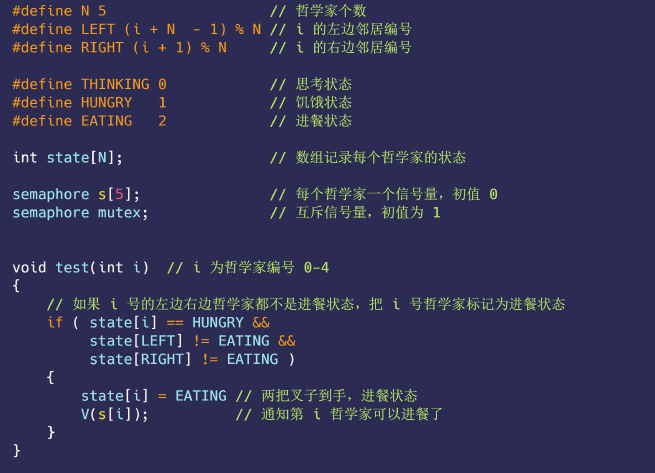 #define N 5 // 哲学家个数
#define LEFT (i + N - 1) % N // i 的左边邻居编号
#define RIGHT (i + 1) % N // i 的右边邻居编号
#define THINKING 0 // 思考状态
#define HUNGRY 1 // 饥饿状态
#define EATING 2 // 进餐状态
int state[N]; // 数组记录每个哲学家的状态
semaphore s[5]; // 每个哲学家一个信号量，初值 0
semaphore mutex; // 互斥信号量，初值为 1
void test(int i) // i 为哲学家编号 0-4
{
// 如果 i 号的左边右边哲学家都不是进餐状态，把 i 号哲学家标记为进餐状态
if ( state[i] == HUNGRY &&
state[LEFT] != EATING &&
state[RIGHT] != EATING )
{
state[i] = EATING // 两把叉子到手，进餐状态
V(s[i]); // 通知第 i 哲学家可以进餐了
}
}